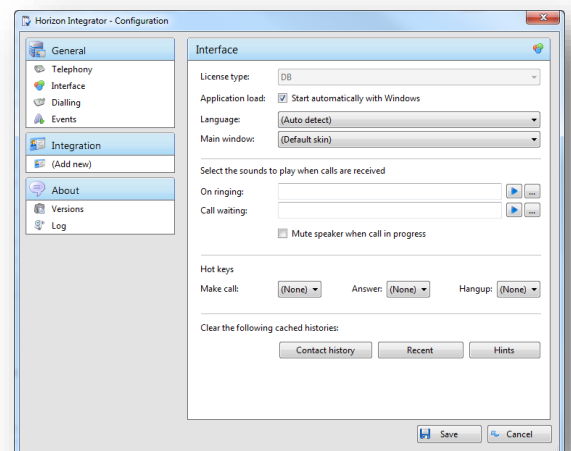 Horizon Integrator - Configuration
General
Telephony
Interface
Dialling
Events
Integration
(Add new)
About
Versions
Log
Interface
License type: DB
Application load: Start automatically with Windows
Language: (Auto detect)
Main window: (Default skin)
Select the sounds to play when calls are received
On ringing: ...
Call waiting: ...
Mute speaker when call in progress
Hot keys
Make call: (None) Answer: (None) Hangup: (None)
Clear the following cached histories:
Contact history Recent Hints
Save Cancel